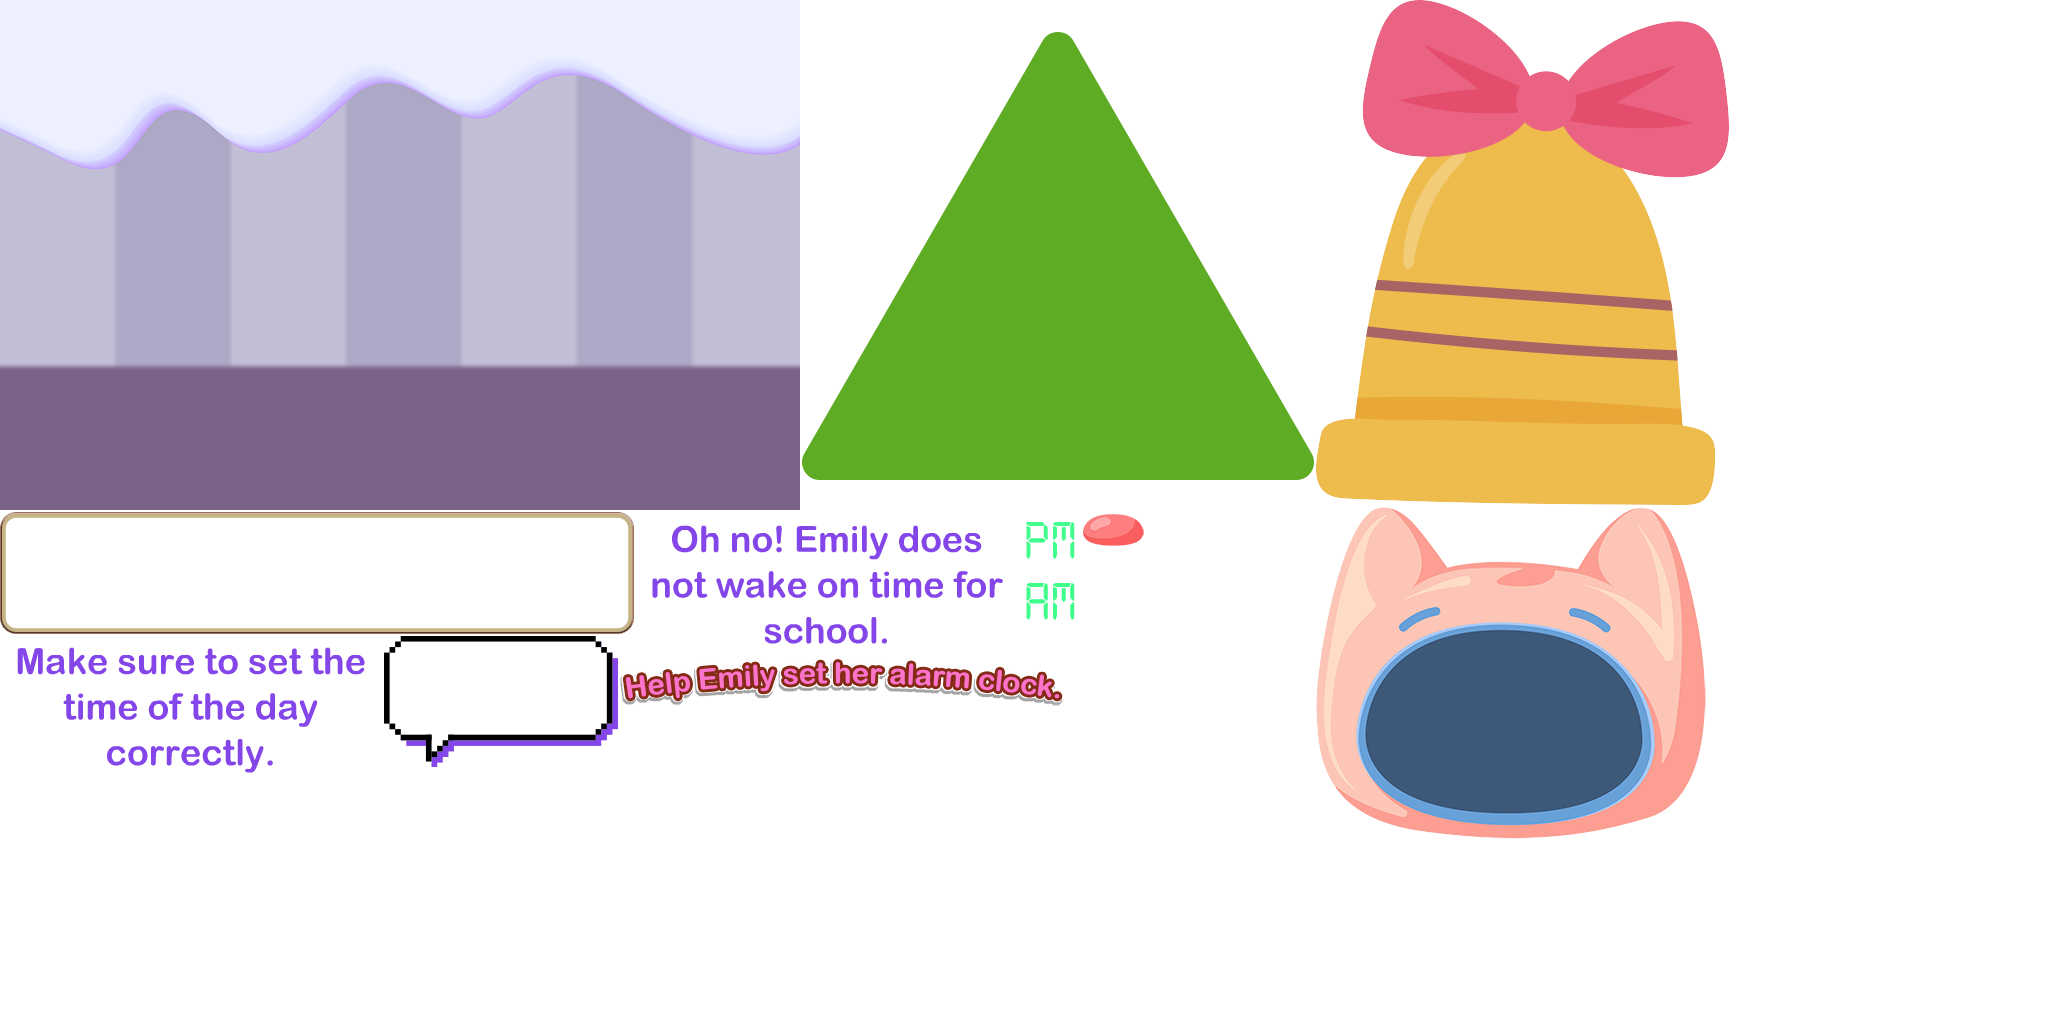 Oh no! Emily does
not wake on time for
school.
PM
AM
Make sure to set the
time of the day
correctly.
Help Emily set her alarm clock.